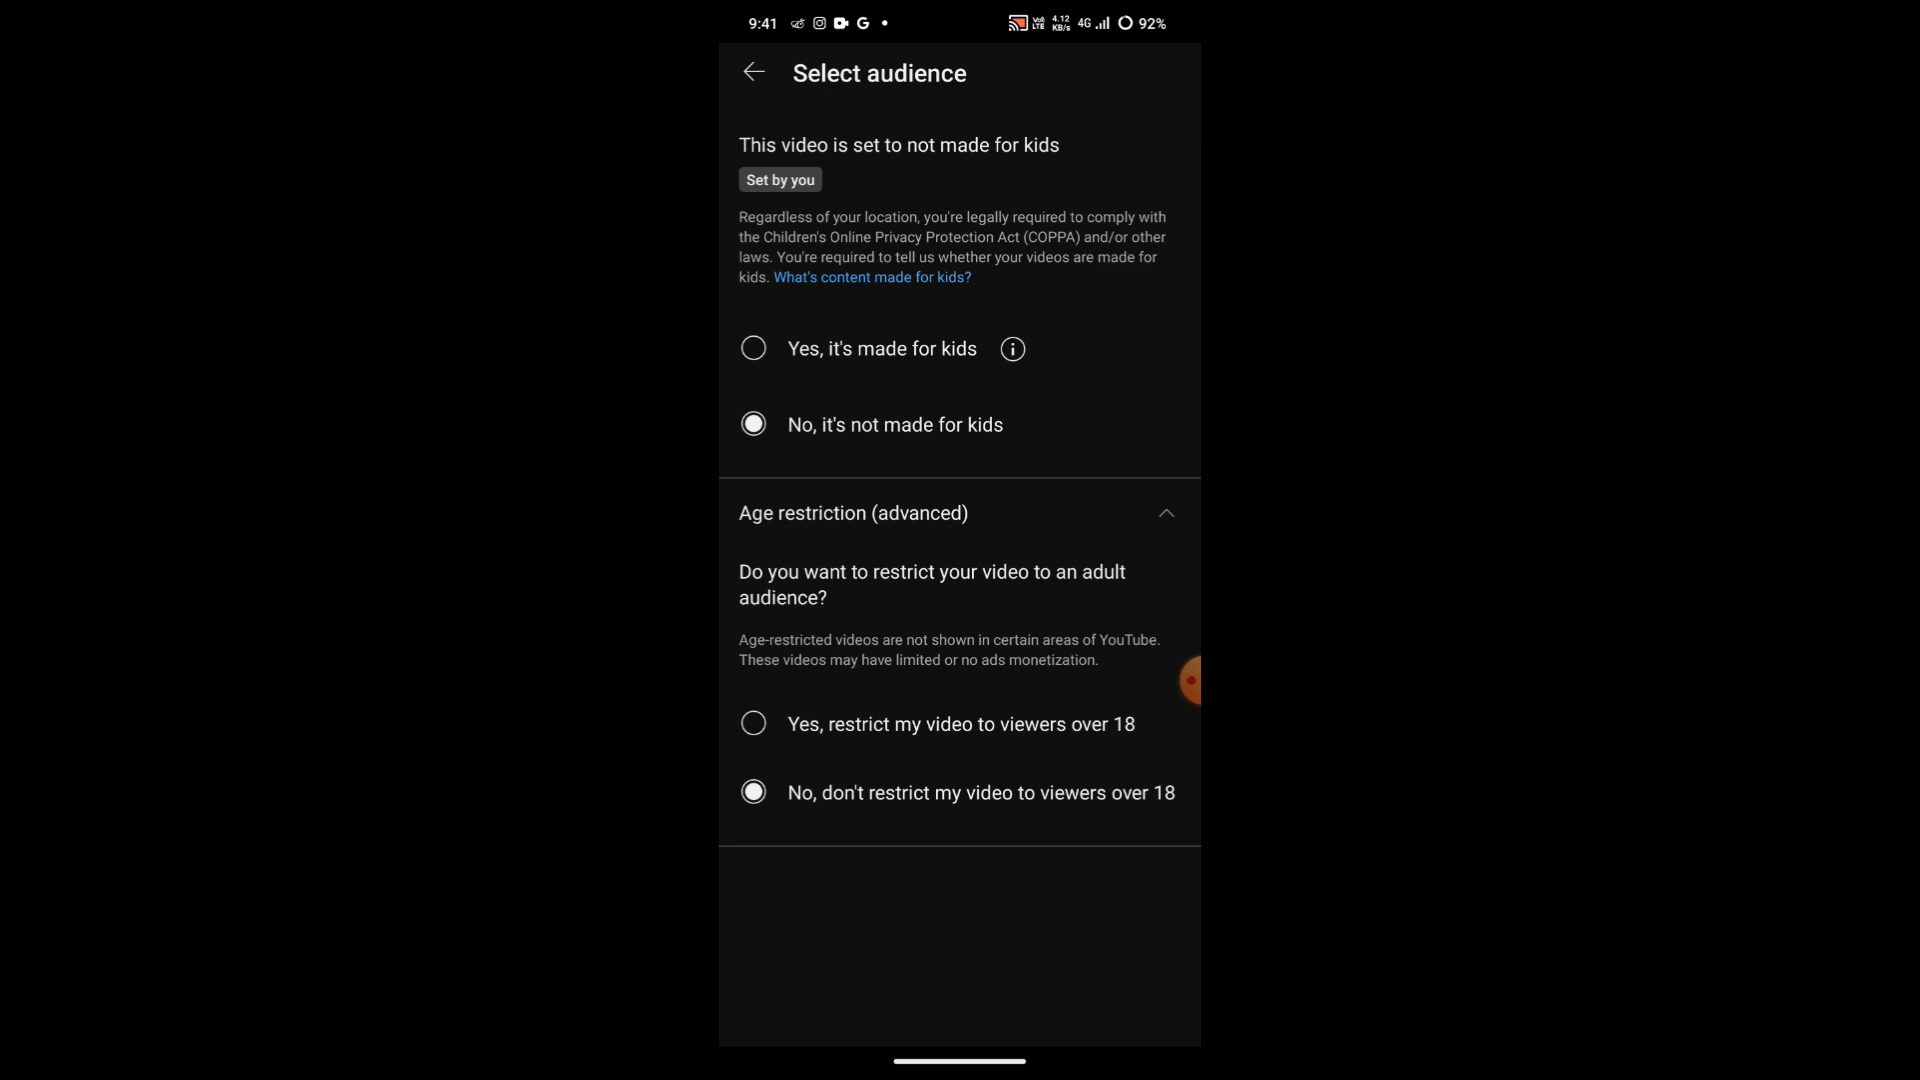 9:41 G VoI LTE 4.12 KB/s 4G 92%
Select audience
This video is set to not made for kids
Set by you
Regardless of your location, you're legally required to comply with
the Children's Online Privacy Protection Act (COPPA) and/or other
laws. You're required to tell us whether your videos are made for
kids. What's content made for kids?
Yes, it's made for kids
No, it's not made for kids
Age restriction (advanced)
Do you want to restrict your video to an adult
audience?
Age-restricted videos are not shown in certain areas of YouTube.
These videos may have limited or no ads monetization.
Yes, restrict my video to viewers over 18
No, don't restrict my video to viewers over 18